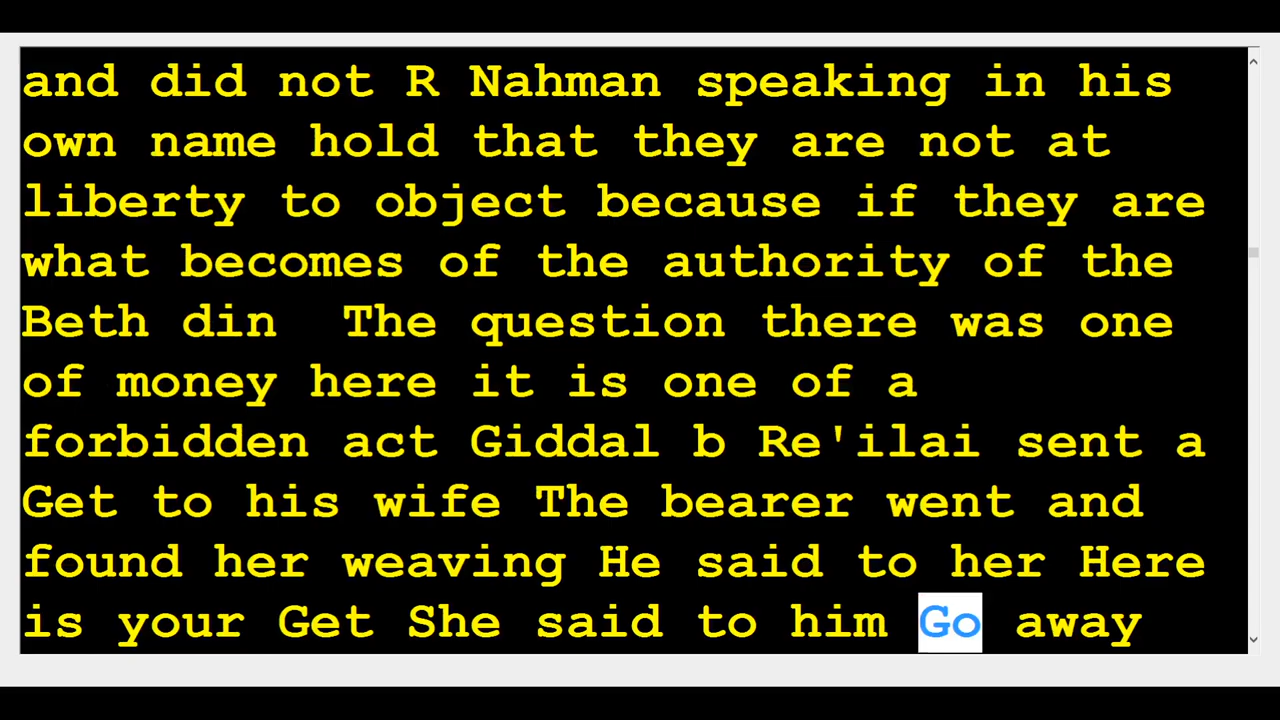 and did not R Nahman speaking in his
own name hold that they are not at
liberty to object because if they are
what becomes of the authority of the
Beth din  The question there was one
of money here it is one of a
forbidden act Giddal b Re'ilai sent a
Get to his wife The bearer went and
found her weaving He said to her Here
is your Get She said to him Go away